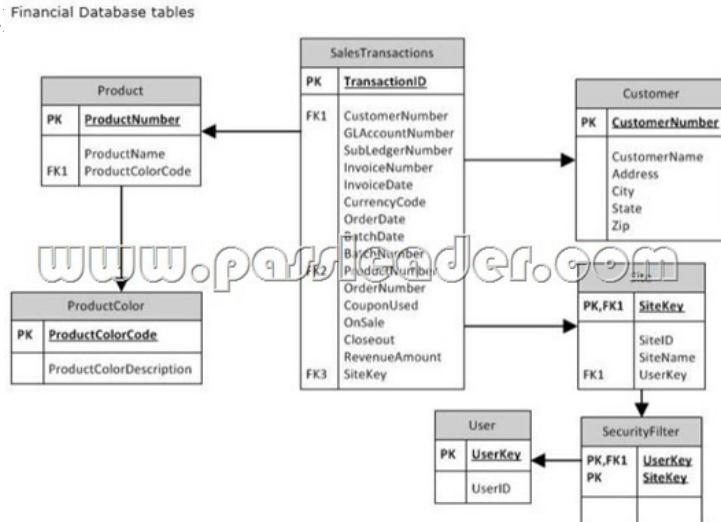 Financial Database tables
SalesTransactions
PK TransactionID
FK1 CustomerNumber
GLAccountNumber
SubLedgerNumber
InvoiceNumber
InvoiceDate
CurrencyCode
OrderDate
BatchDate
BatchNumber
FK2 ProductNumber
OrderNumber
CouponUsed
OnSale
Closeout
RevenueAmount
FK3 SiteKey
Product
PK ProductNumber
ProductName
FK1 ProductColorCode
Customer
PK CustomerNumber
CustomerName
Address
City
State
Zip
www.passleader.com
ProductColor
PK ProductColorCode
ProductColorDescription
Site
PK,FK1 SiteKey
SiteID
SiteName
FK1 UserKey
User
PK UserKey
UserID
SecurityFilter
PK,FK1 UserKey
PK SiteKey